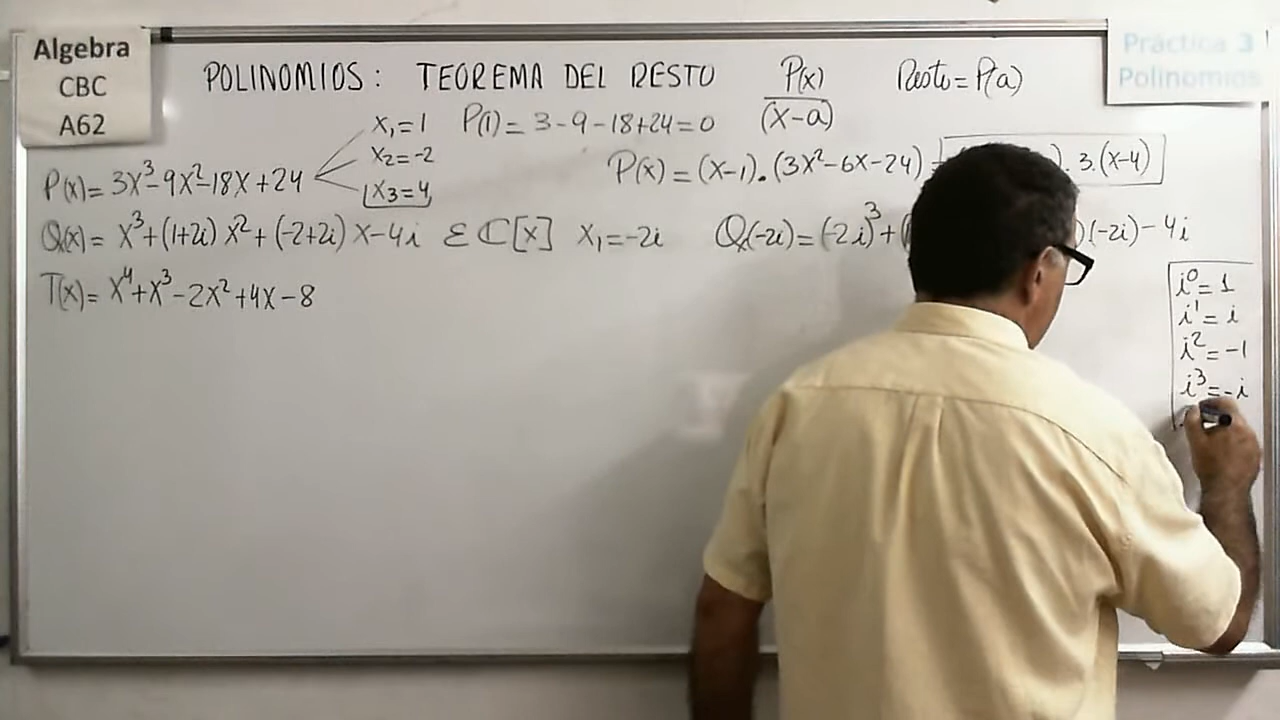 Algebra
CBC
A62
Práctica 3
Polinomios
POLINOMIOS: TEOREMA DEL RESTO P(x)/(x-a) Resto = P(a)
x₁=1 P(1)= 3-9-18+24=0
x₂=-2
x₃=4
P(x)= 3x³-9x²-18x+24
P(x)= (x-1).(3x²-6x-24) ).3.(x-4)
Q(x)= x³+(1+2i)x²+(-2+2i)x-4i ε ℂ[x] x₁=-2i Q(-2i)=(-2i)³+( )(-2i)-4i
T(x)= x⁴+x³-2x²+4x-8
i⁰=1
i¹=i
i²=-1
i³=-i